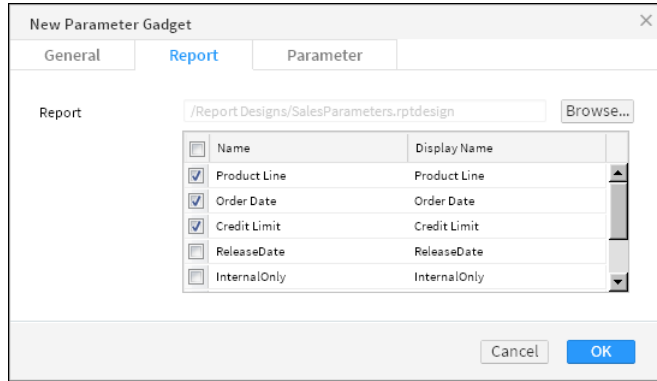 New Parameter Gadget
General Report Parameter
Report /Report Designs/SalesParameters.rptdesign Browse...
Name Display Name
Product Line Product Line
Order Date Order Date
Credit Limit Credit Limit
ReleaseDate ReleaseDate
InternalOnly InternalOnly
Cancel OK